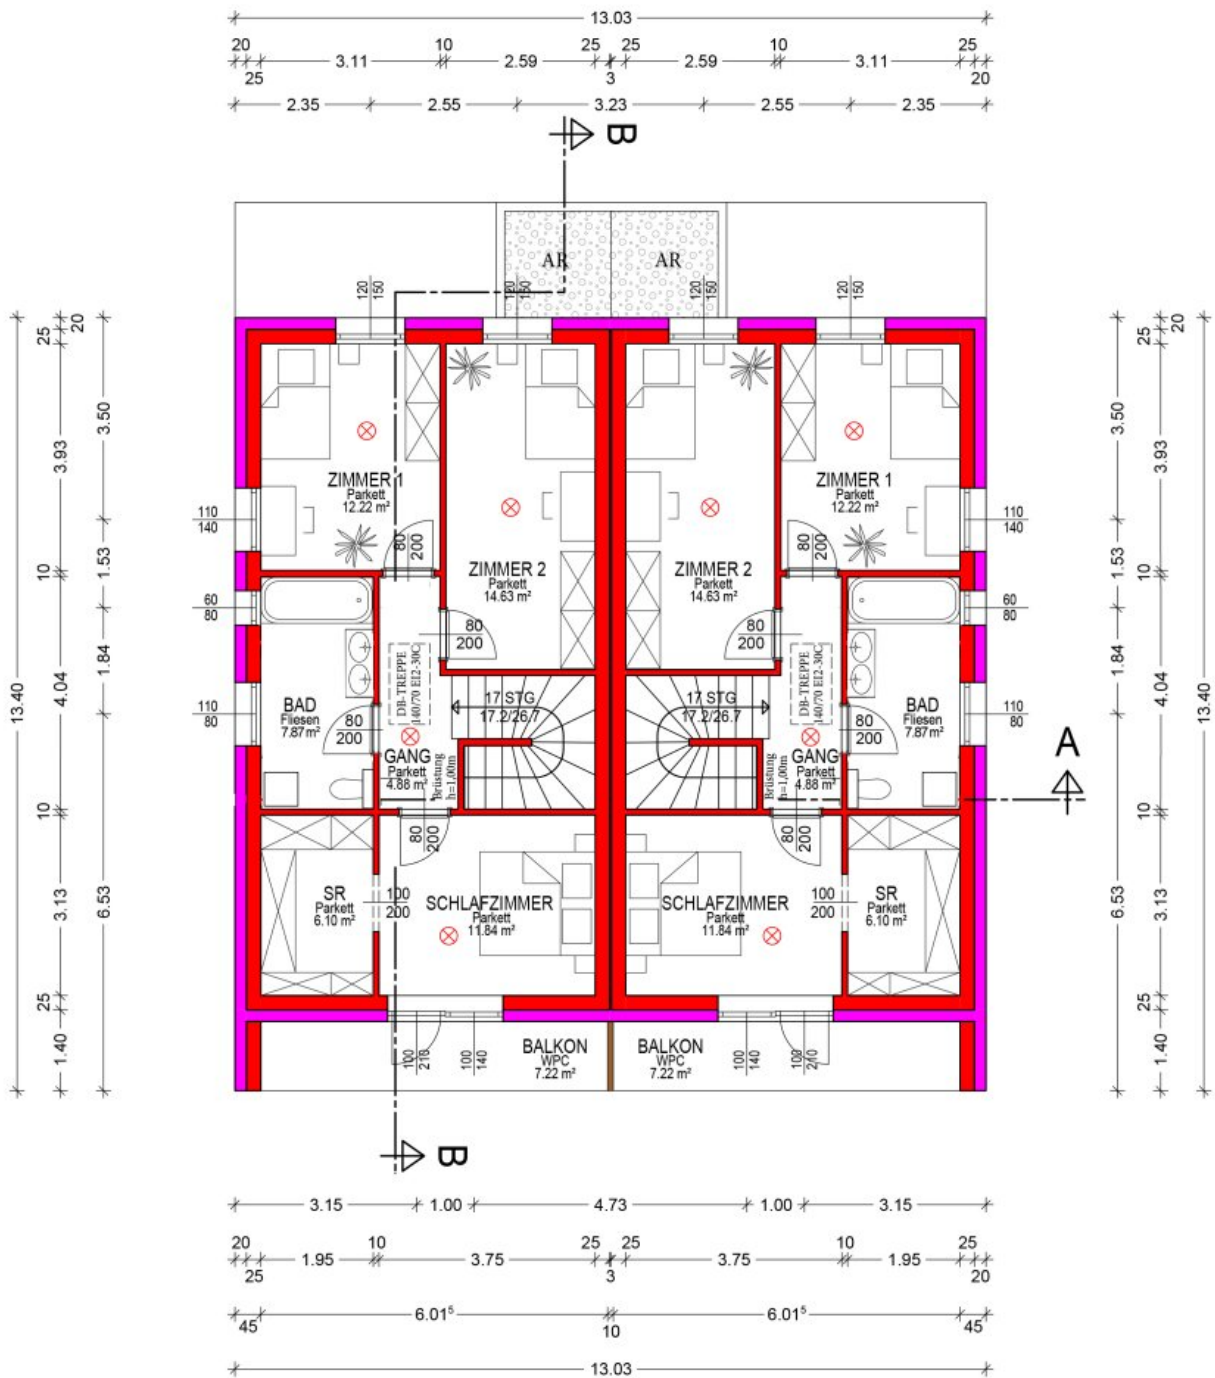 13.03
20 10 25 25 10 25
3.11 2.59 2.59 3.11
25 3 20
2.35 2.55 3.23 2.55 2.35
B
AR AR
120 150 120 150 120 150 120 150
20 20
25 25
3.50 3.50
3.93 3.93
ZIMMER 1
Parkett
12.22 m²
ZIMMER 1
Parkett
12.22 m²
110
140
110
140
80
200
80
200
ZIMMER 2
Parkett
14.63 m²
ZIMMER 2
Parkett
14.63 m²
10 1.53 1.53 10
60
80
60
80
80
200
80
200
DB-TREPPE
140/70 EI2-30C
DB-TREPPE
140/70 EI2-30C
1.84 1.84
4.04 4.04
13.40 13.40
17 STG
17.2/26.7
17 STG
17.2/26.7
BAD
Fliesen
7.87 m²
BAD
Fliesen
7.87 m²
110
80
110
80
80
200
80
200
GANG
Parkett
4.88 m²
GANG
Parkett
4.88 m²
Brüstung
h=1,00m
Brüstung
h=1,00m
A
10 10
80
200
80
200
SR
Parkett
6.10 m²
100
200
SCHLAFZIMMER
Parkett
11.84 m²
SCHLAFZIMMER
Parkett
11.84 m²
100
200
SR
Parkett
6.10 m²
3.13 3.13
6.53 6.53
25 25
1.40 1.40
100 210 100 140
BALKON
WPC
7.22 m²
BALKON
WPC
7.22 m²
100 140 100 210
B
3.15 1.00 4.73 1.00 3.15
20 10 25 25 10 25
1.95 3.75 3.75 1.95
25 3 20
6.01⁵ 6.01⁵
45 10 45
13.03